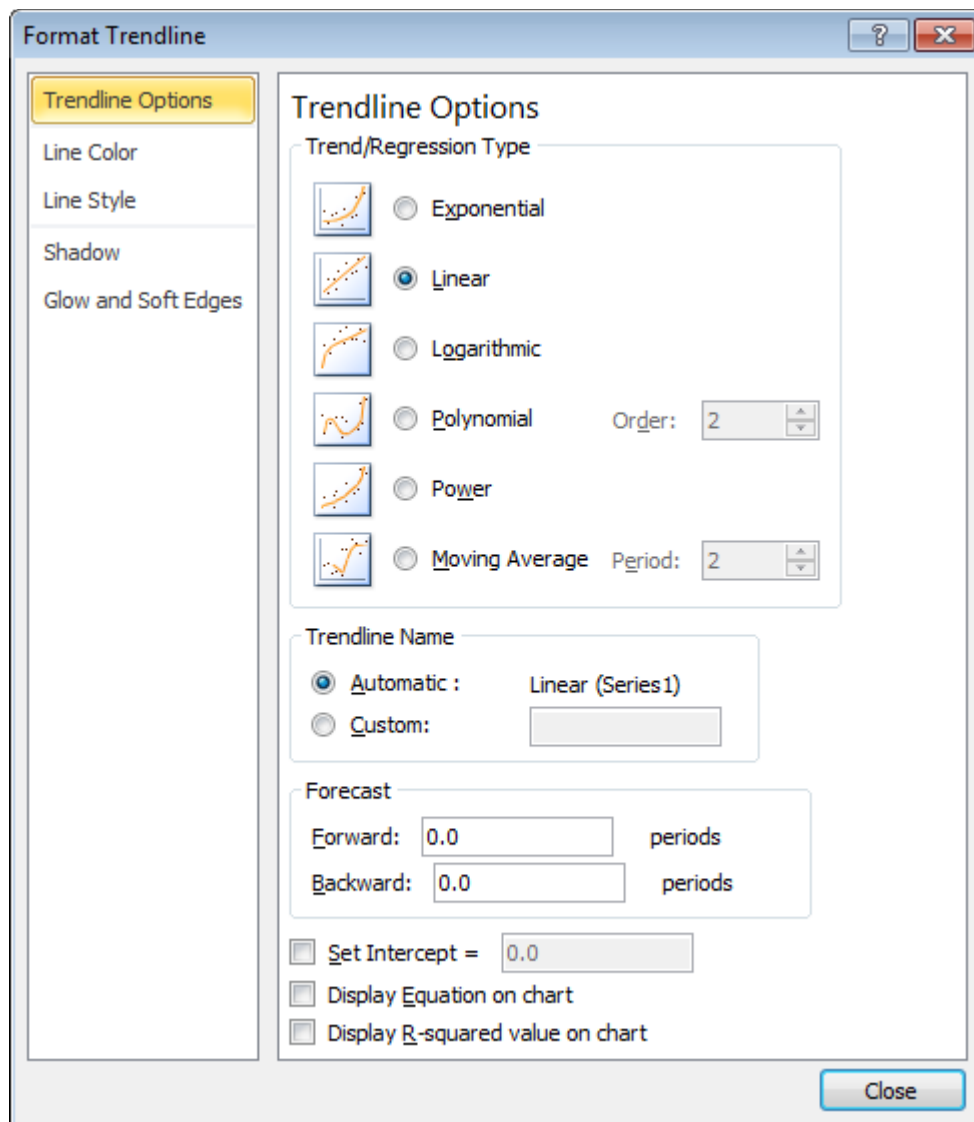 Format Trendline
Trendline Options
Line Color
Line Style
Shadow
Glow and Soft Edges
Trendline Options
Trend/Regression Type
Exponential
Linear
Logarithmic
Polynomial Order: 2
Power
Moving Average Period: 2
Trendline Name
Automatic : Linear (Series1)
Custom:
Forecast
Forward: 0.0 periods
Backward: 0.0 periods
Set Intercept = 0.0
Display Equation on chart
Display R-squared value on chart
Close